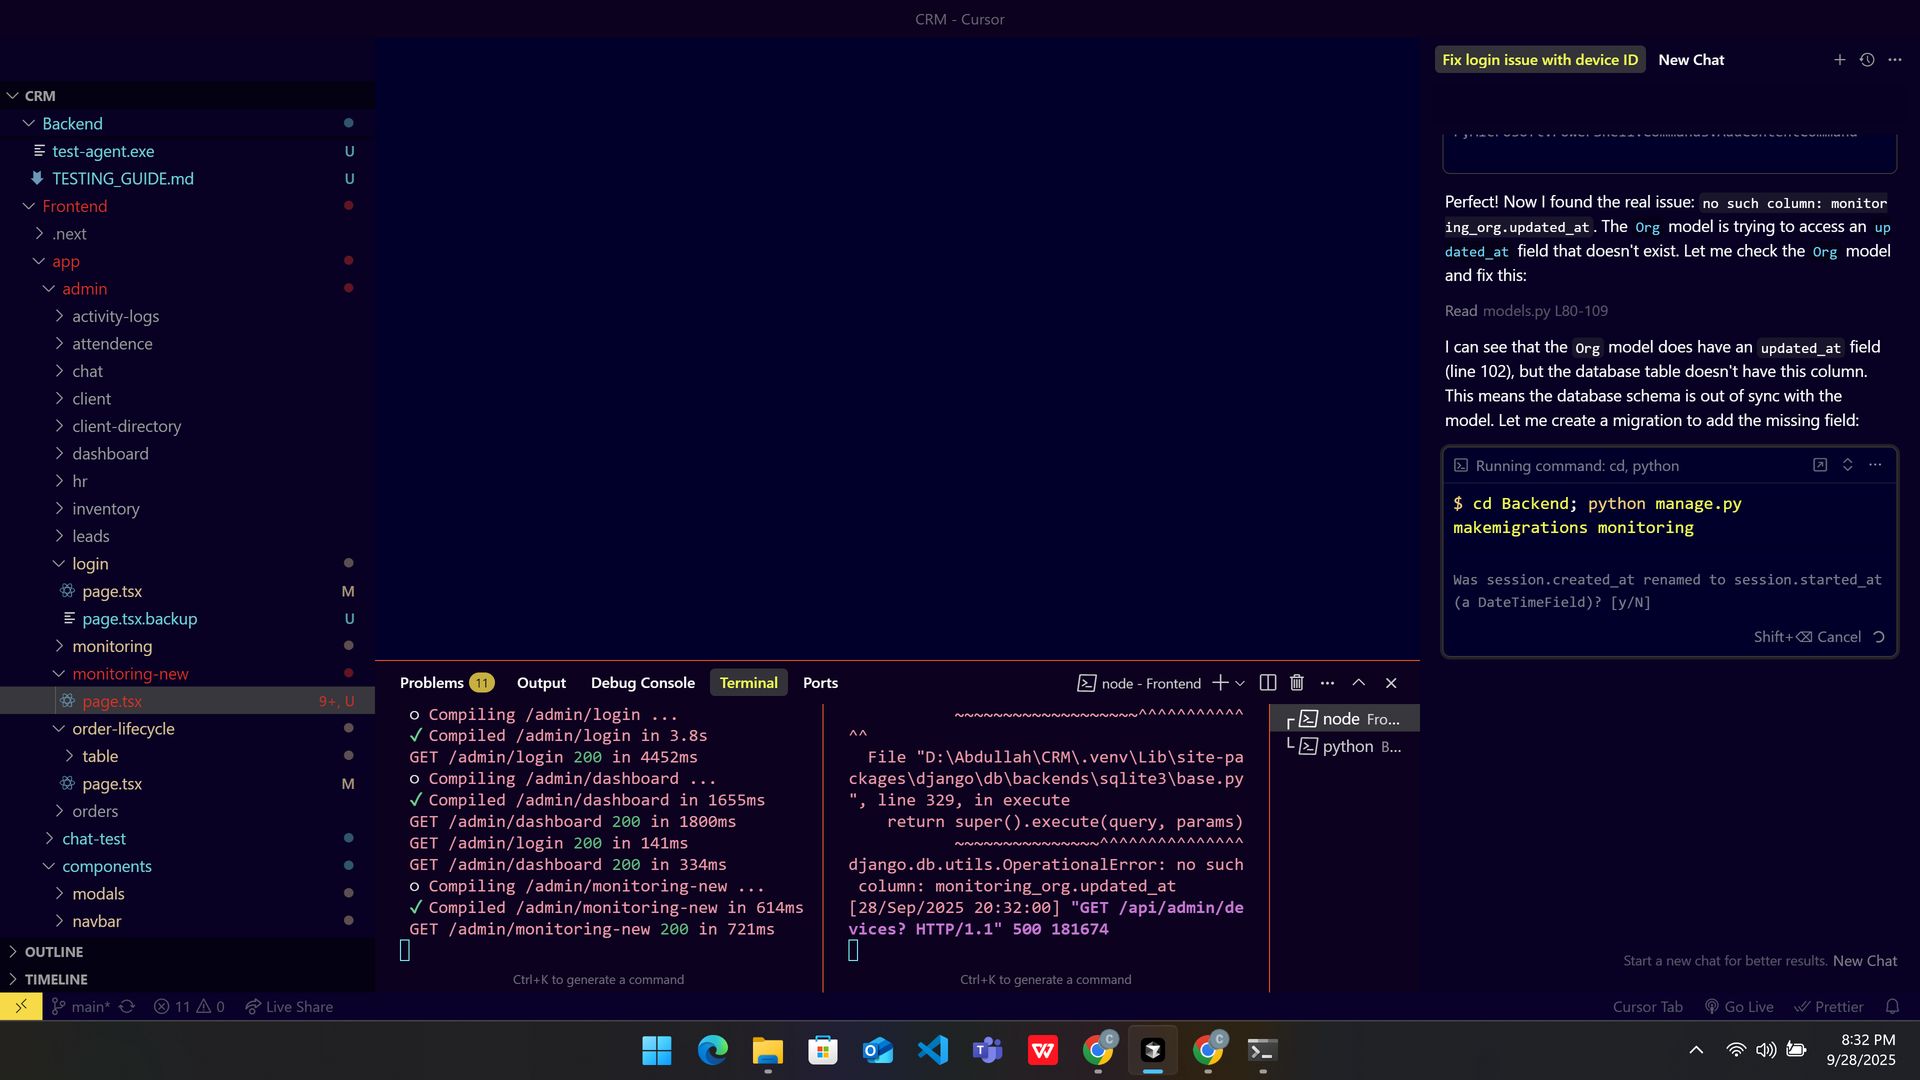 CRM - Cursor
CRM
Backend
test-agent.exe U
TESTING_GUIDE.md U
Frontend
.next
app
admin
activity-logs
attendence
chat
client
client-directory
dashboard
hr
inventory
leads
login
page.tsx M
page.tsx.backup U
monitoring
monitoring-new
page.tsx 9+, U
order-lifecycle
table
page.tsx M
orders
chat-test
components
modals
navbar
OUTLINE
TIMELINE
Problems 11 Output Debug Console Terminal Ports
node - Frontend
Compiling /admin/login ...
✓ Compiled /admin/login in 3.8s
GET /admin/login 200 in 4452ms
Compiling /admin/dashboard ...
✓ Compiled /admin/dashboard in 1655ms
GET /admin/dashboard 200 in 1800ms
GET /admin/login 200 in 141ms
GET /admin/dashboard 200 in 334ms
Compiling /admin/monitoring-new ...
✓ Compiled /admin/monitoring-new in 614ms
GET /admin/monitoring-new 200 in 721ms
Ctrl+K to generate a command
~~~~~~~~~~~~~~~~~~~^^^^^^^^^^^
^^
File "D:\Abdullah\CRM\.venv\Lib\site-pa
ckages\django\db\backends\sqlite3\base.py
", line 329, in execute
return super().execute(query, params)
~~~~~~~~~~~~~~~^^^^^^^^^^^^^^^
django.db.utils.OperationalError: no such
column: monitoring_org.updated_at
[28/Sep/2025 20:32:00] "GET /api/admin/de
vices? HTTP/1.1" 500 181674
Ctrl+K to generate a command
node Fro...
python B...
Fix login issue with device ID New Chat
Perfect! Now I found the real issue: no such column: monitor
ing_org.updated_at. The Org model is trying to access an up
dated_at field that doesn't exist. Let me check the Org model
and fix this:
Read models.py L80-109
I can see that the Org model does have an updated_at field
(line 102), but the database table doesn't have this column.
This means the database schema is out of sync with the
model. Let me create a migration to add the missing field:
Running command: cd, python
$ cd Backend; python manage.py
makemigrations monitoring
Was session.created_at renamed to session.started_at
(a DateTimeField)? [y/N]
Shift+⌫ Cancel
Start a new chat for better results. New Chat
main* 11 0 Live Share
Cursor Tab Go Live Prettier
8:32 PM
9/28/2025